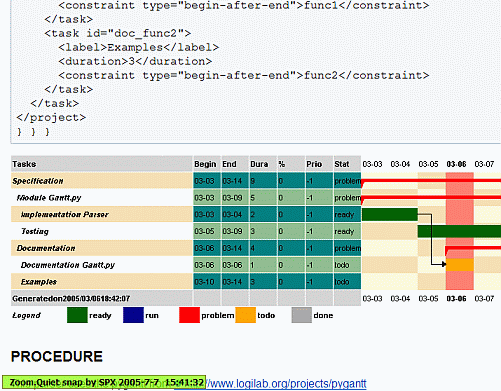 <constraint type="begin-after-end">func1</constraint>
</task>
<task id="doc_func2">
<label>Examples</label>
<duration>3</duration>
<constraint type="begin-after-end">func2</constraint>
</task>
</task>
</project>
} } }
Tasks Begin End Dura % Prio Stat 03-03 03-04 03-05 03-06 03-07
Specification 03-03 03-14 9 0 -1 problem
Module Gantt.py 03-03 03-09 5 0 -1 problem
Implementation Parser 03-03 03-04 2 0 -1 ready
Testing 03-05 03-09 3 0 -1 ready
Documentation 03-06 03-14 4 0 -1 problem
Documentation Gantt.py 03-06 03-06 1 0 -1 todo
Examples 03-10 03-14 3 0 -1 todo
Generatedon2005/03/0618:42:07 03-03 03-04 03-05 03-06 03-07
Legend ready run problem todo done
PROCEDURE
Zoom Quiet snap by SPX 2005-7-7 15:41:32
//www.logilab.org/projects/pygantt